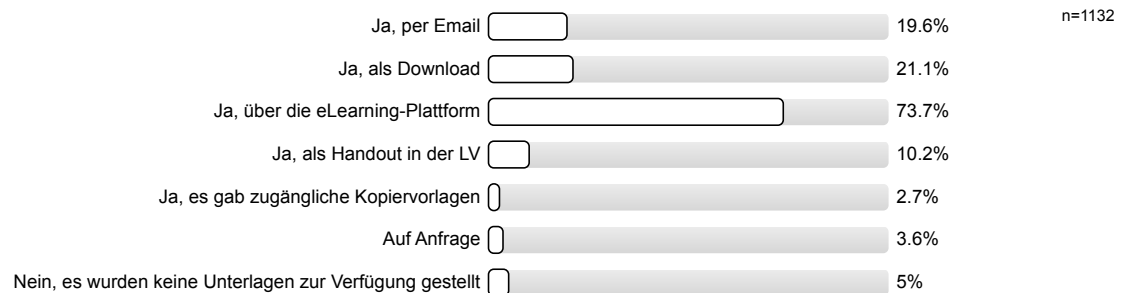 Ja, per Email 19.6% n=1132
Ja, als Download 21.1%
Ja, über die eLearning-Plattform 73.7%
Ja, als Handout in der LV 10.2%
Ja, es gab zugängliche Kopiervorlagen 2.7%
Auf Anfrage 3.6%
Nein, es wurden keine Unterlagen zur Verfügung gestellt 5%